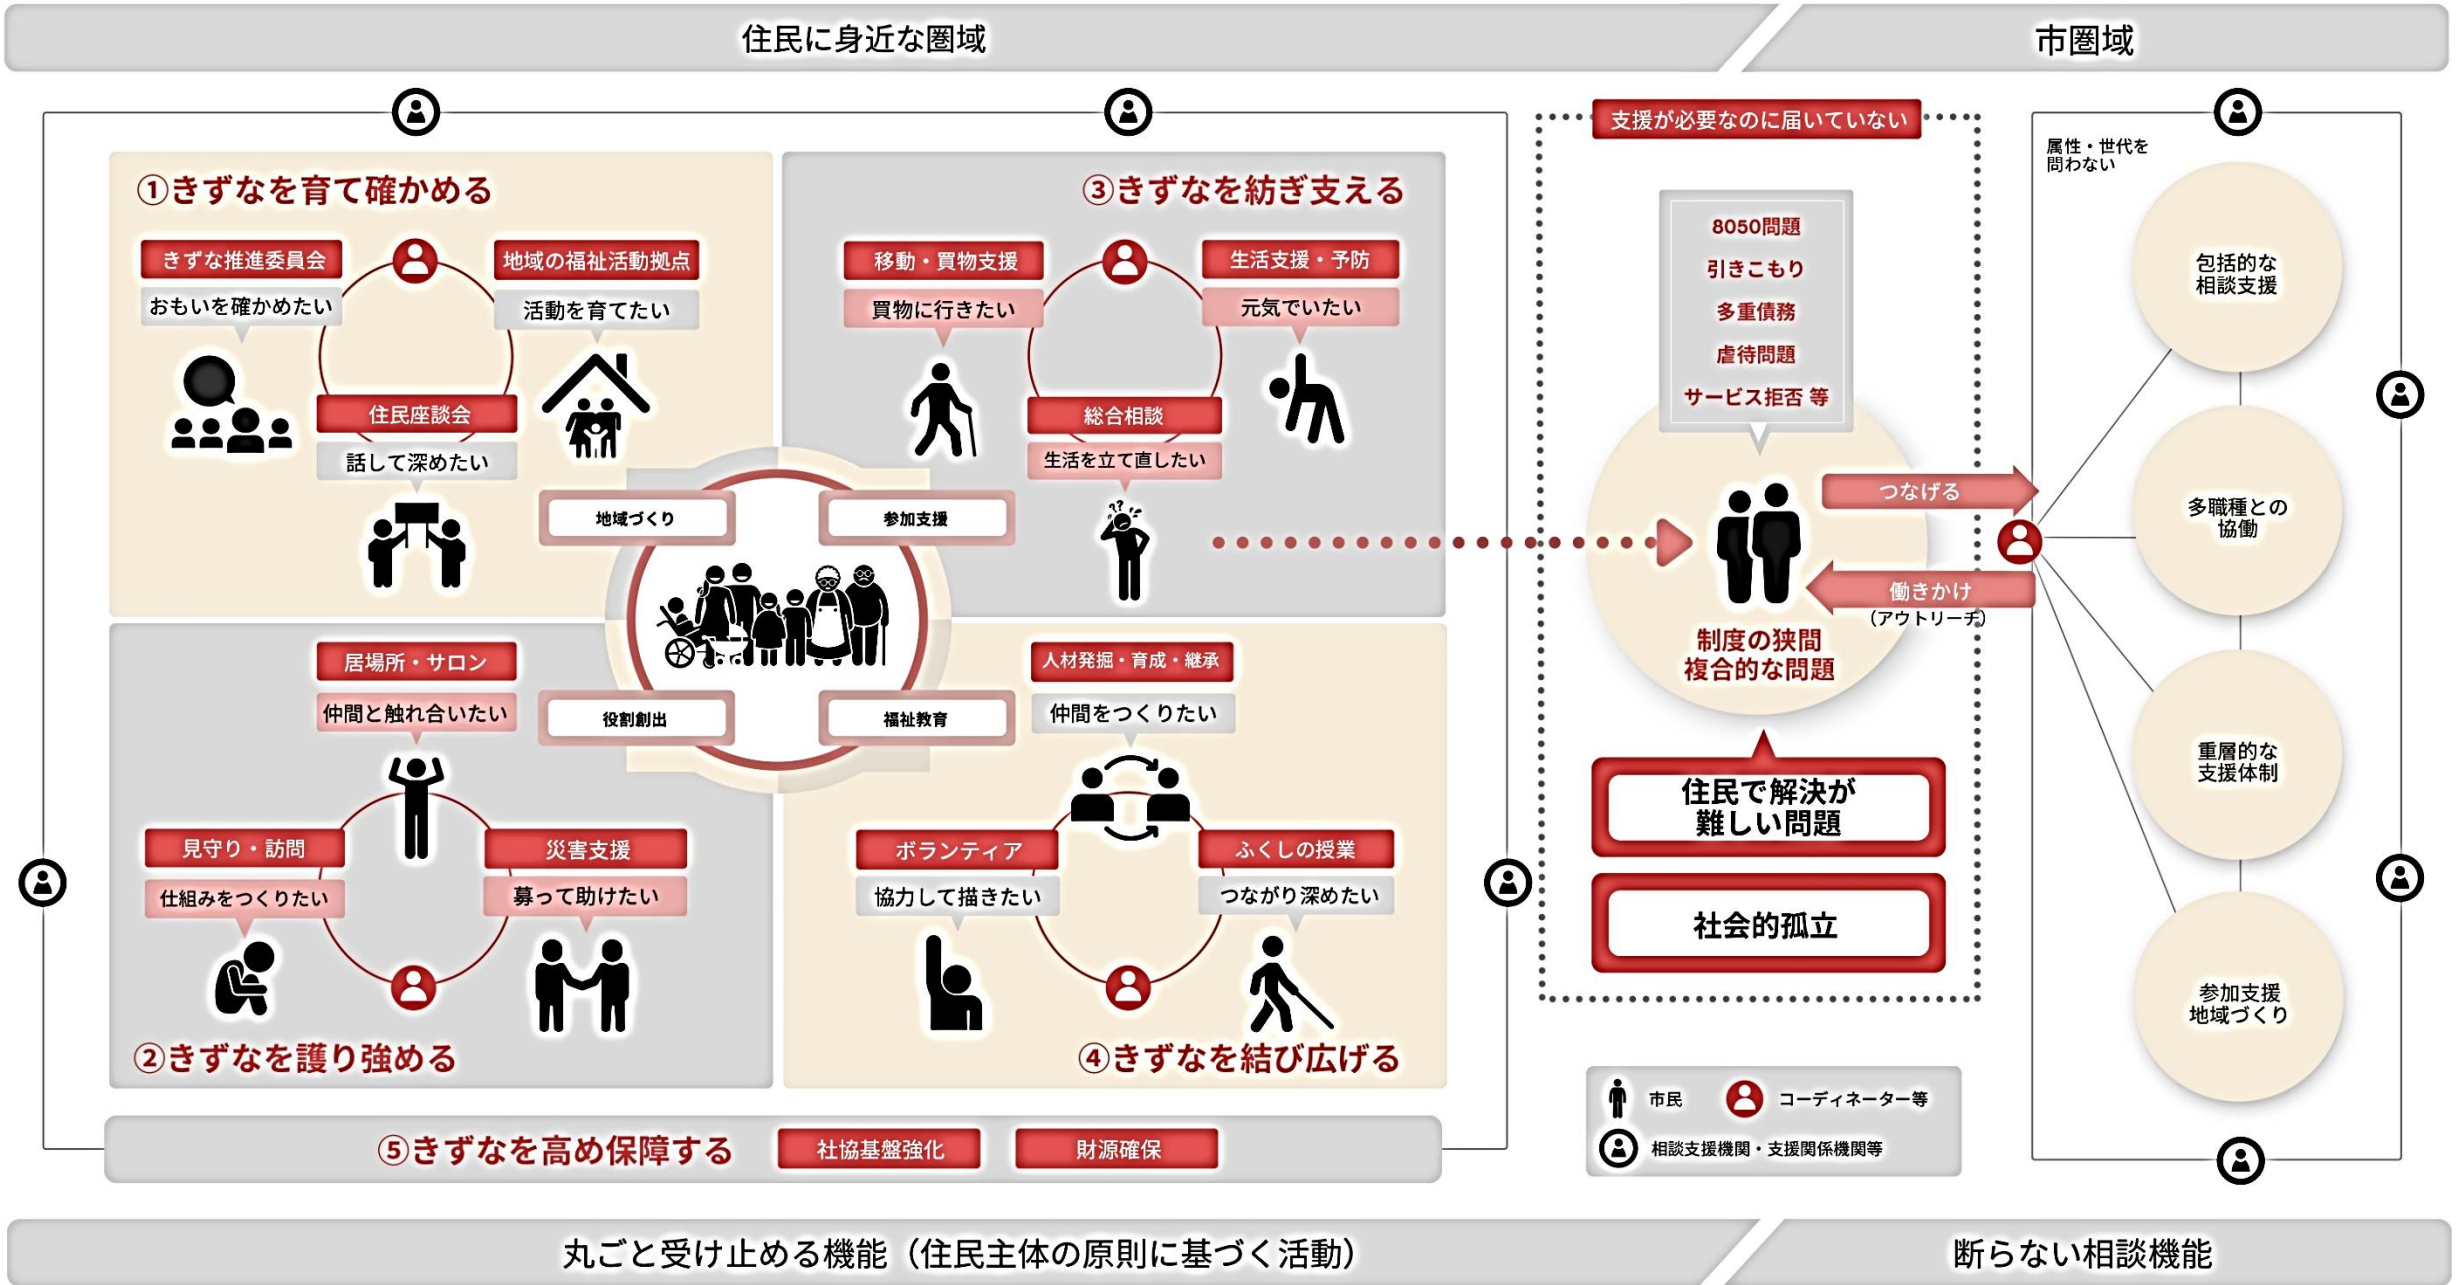 住民に身近な圏域
市圏域
①きずなを育て確かめる
きずな推進委員会
おもいを確かめたい
地域の福祉活動拠点
活動を育てたい
住民座談会
話して深めたい
③きずなを紡ぎ支える
移動・買物支援
買物に行きたい
生活支援・予防
元気でいたい
総合相談
生活を立て直したい
??
地域づくり
参加支援
役割創出
福祉教育
居場所・サロン
仲間と触れ合いたい
見守り・訪問
仕組みをつくりたい
災害支援
募って助けたい
②きずなを護り強める
人材発掘・育成・継承
仲間をつくりたい
ボランティア
協力して描きたい
ふくしの授業
つながり深めたい
④きずなを結び広げる
⑤きずなを高め保障する
社協基盤強化
財源確保
支援が必要なのに届いていない
8050問題
引きこもり
多重債務
虐待問題
サービス拒否 等
つなげる
働きかけ
（アウトリーチ）
制度の狭間
複合的な問題
住民で解決が
難しい問題
社会的孤立
市民
コーディネーター等
相談支援機関・支援関係機関等
属性・世代を
問わない
包括的な
相談支援
多職種との
協働
重層的な
支援体制
参加支援
地域づくり
丸ごと受け止める機能（住民主体の原則に基づく活動）
断らない相談機能